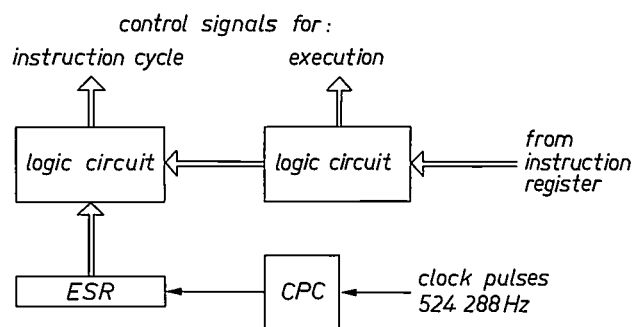 control signals for:
instruction cycle
execution
logic circuit
logic circuit
from
instruction
register
ESR
CPC
clock pulses
524 288 Hz